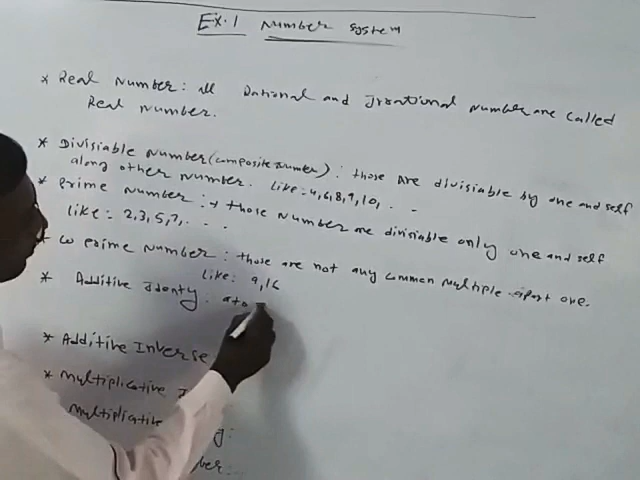 Ex.1 Number system
* Real Number: all Rational and Irrational Number are called
Real Number.
* Divisiable Number (composite Number): those are divisiable by one and self
along other number. Like: 4,6,8,9,10, . .
* Prime Number: → those Number are divisiable only one and self
Like: 2,3,5,7, . . .
* Co prime Number: those are not any common multiple apart one.
Like: 9,16
* Additive Identy: a+0
* Additive Inverse
* Multiplicative I
Multiplicative